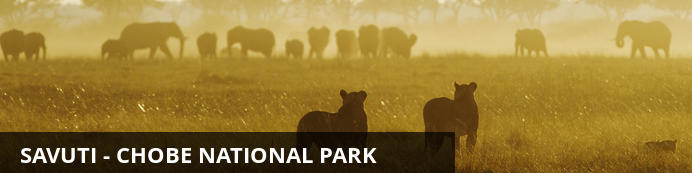 SAVUTI - CHOBE NATIONAL PARK